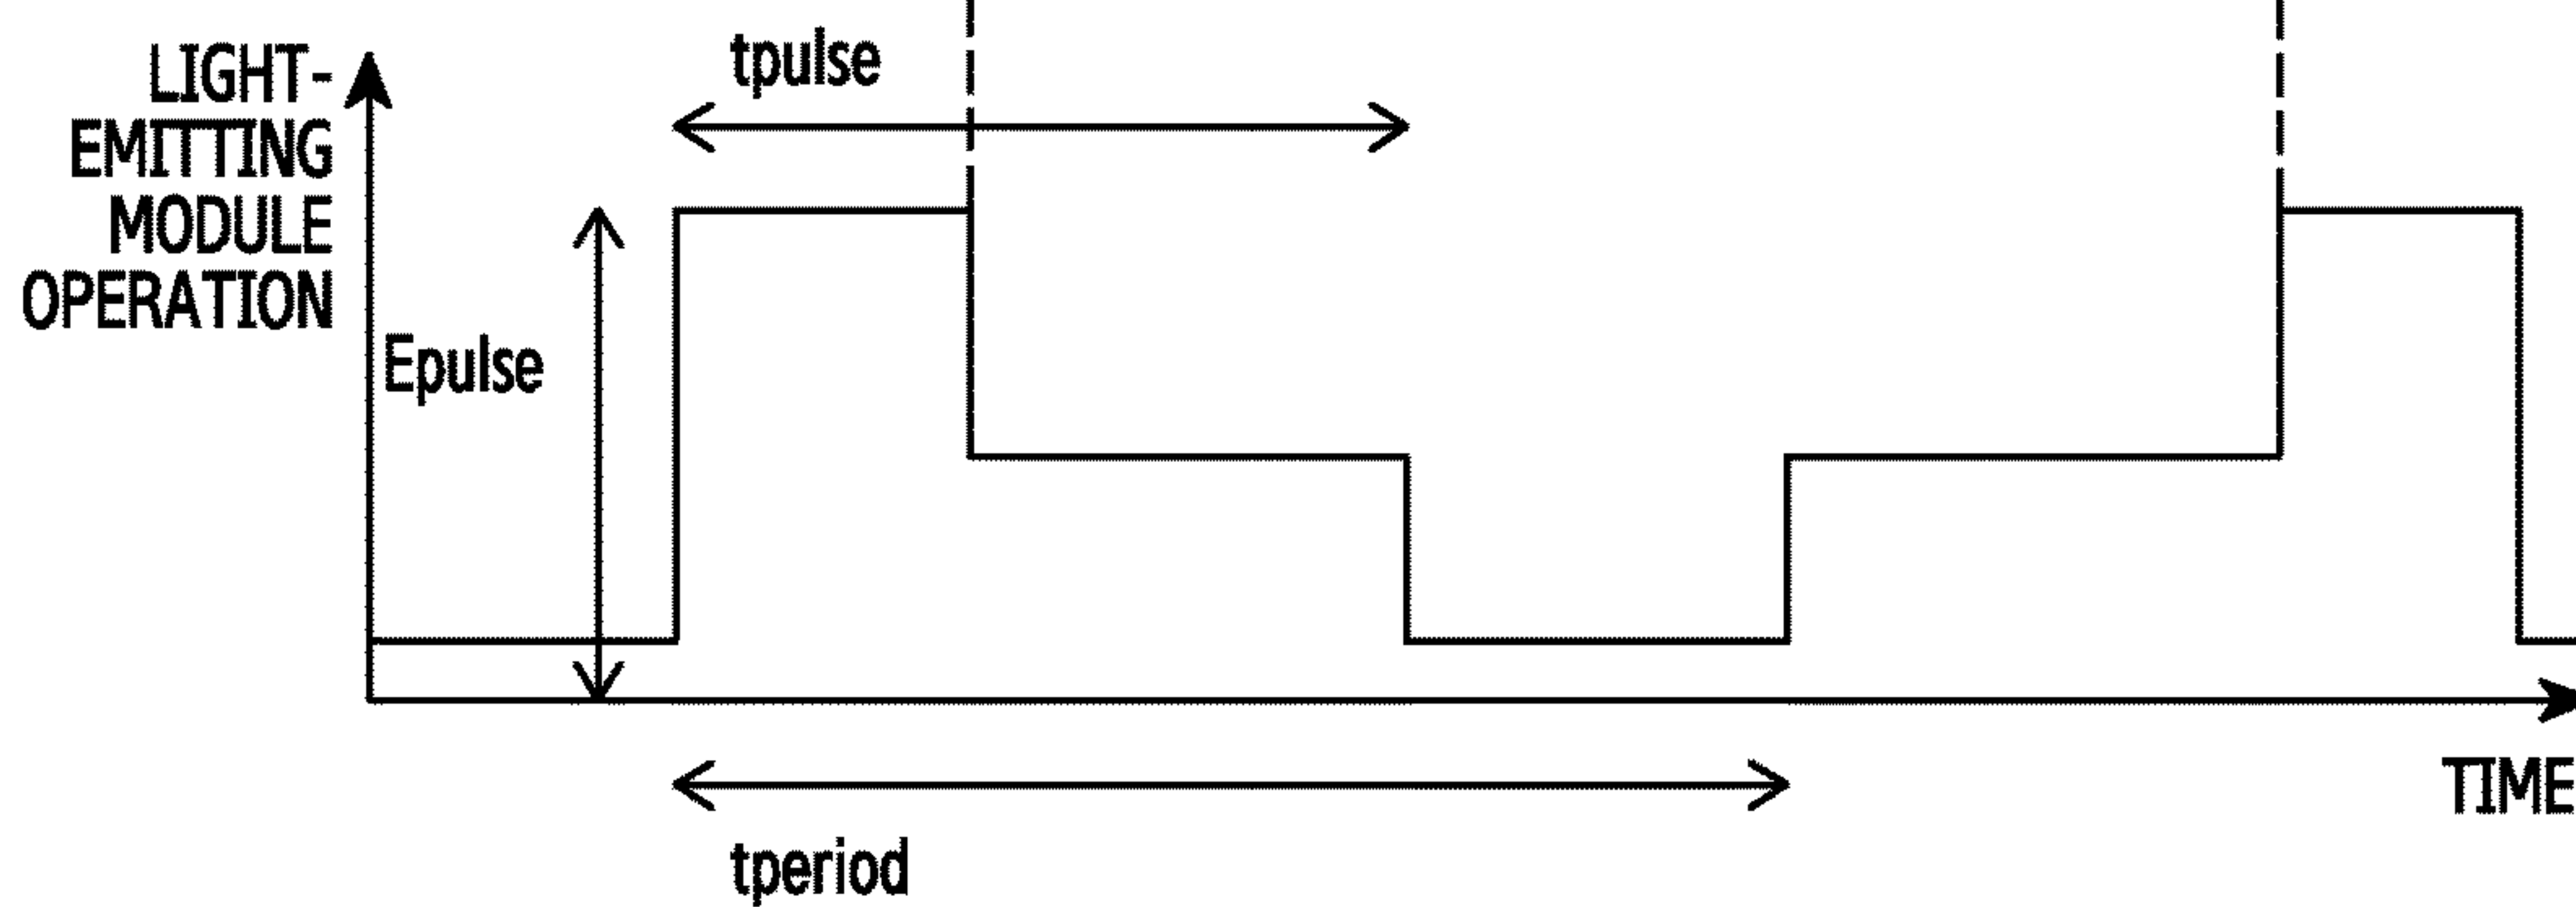 LIGHT-
EMITTING
MODULE
OPERATION
tpulse
Epulse
TIME
tperiod